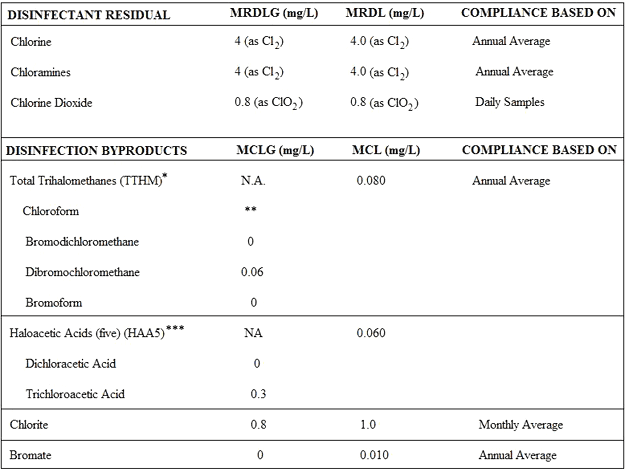 DISINFECTANT RESIDUAL MRDLG (mg/L) MRDL (mg/L) COMPLIANCE BASED ON
Chlorine 4 (as Cl2) 4.0 (as Cl2) Annual Average
Chloramines 4 (as Cl2) 4.0 (as Cl2) Annual Average
Chlorine Dioxide 0.8 (as ClO2) 0.8 (as ClO2) Daily Samples
DISINFECTION BYPRODUCTS MCLG (mg/L) MCL (mg/L) COMPLIANCE BASED ON
Total Trihalomethanes (TTHM)* N.A. 0.080 Annual Average
Chloroform **
Bromodichloromethane 0
Dibromochloromethane 0.06
Bromoform 0
Haloacetic Acids (five) (HAA5)*** NA 0.060
Dichloracetic Acid 0
Trichloroacetic Acid 0.3
Chlorite 0.8 1.0 Monthly Average
Bromate 0 0.010 Annual Average